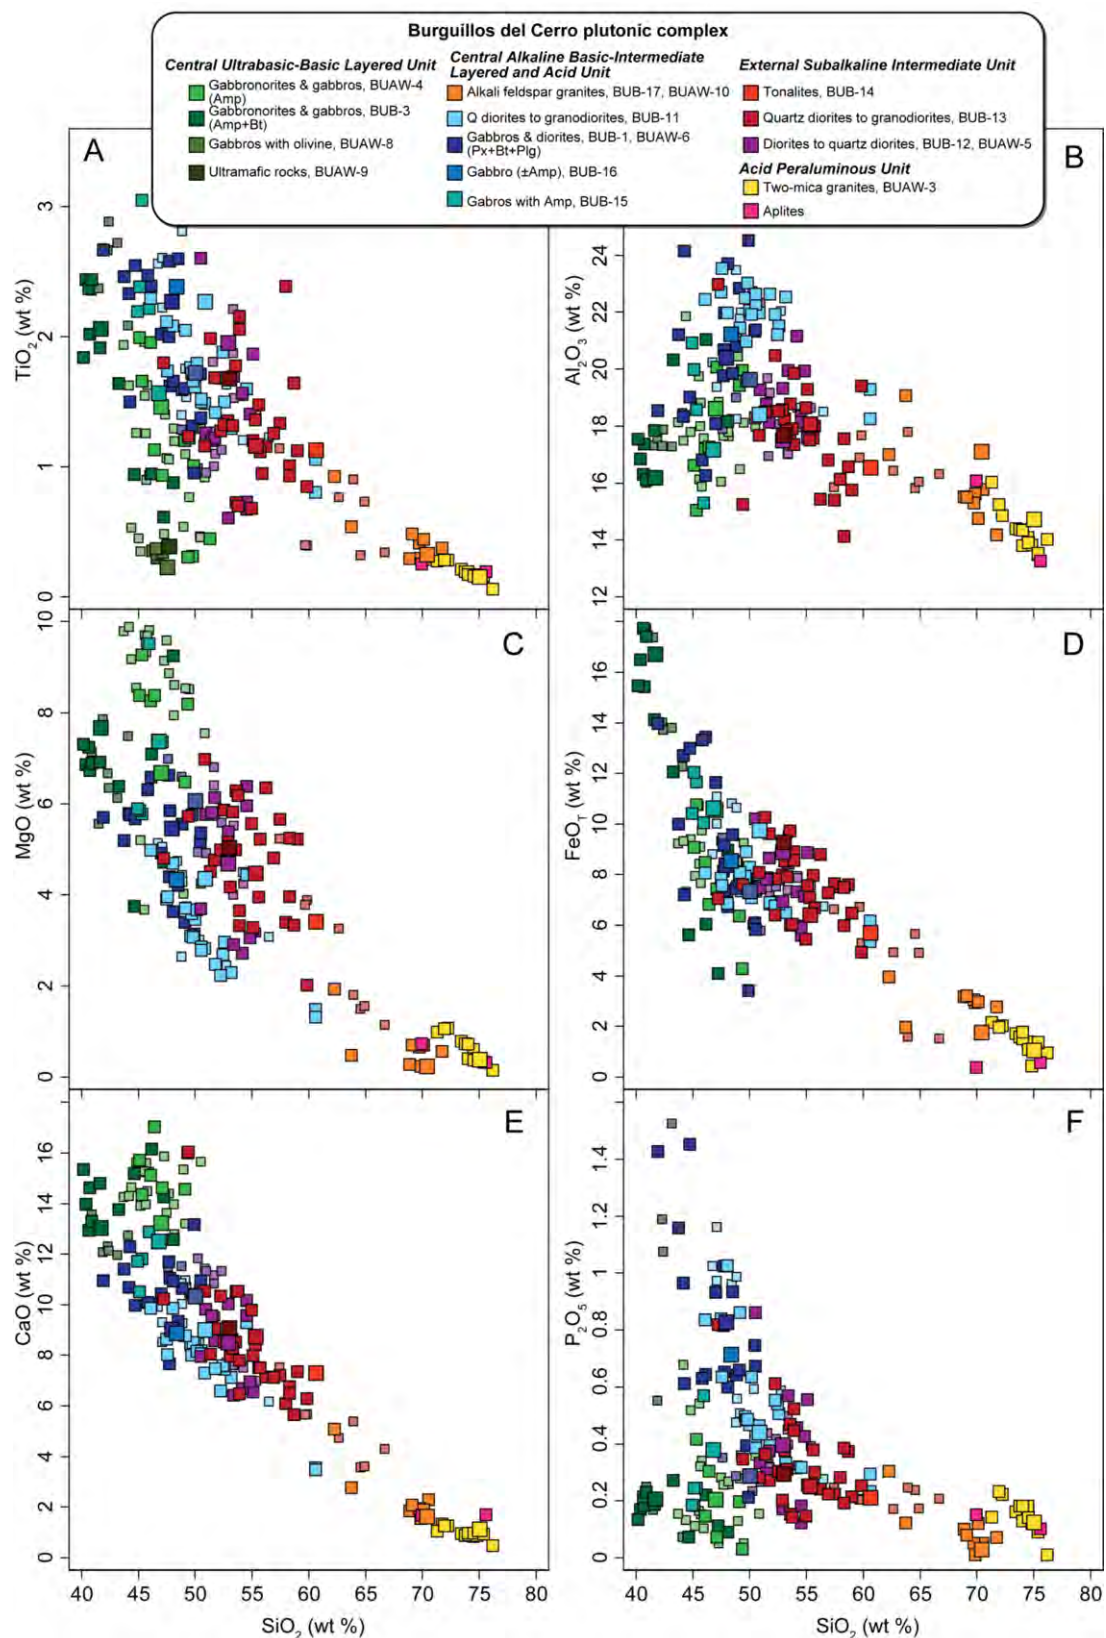 Burguillos del Cerro plutonic complex
Central Ultrabasic-Basic Layered Unit
Gabbronorites & gabbros, BUAW-4
(Amp)
Gabbronorites & gabbros, BUB-3
(Amp+Bt)
Gabbros with olivine, BUAW-8
Ultramafic rocks, BUAW-9
Central Alkaline Basic-Intermediate
Layered and Acid Unit
Alkali feldspar granites, BUB-17, BUAW-10
Q diorites to granodiorites, BUB-11
Gabbros & diorites, BUB-1, BUAW-6
(Px+Bt+Plg)
Gabbro (±Amp), BUB-16
Gabros with Amp, BUB-15
External Subalkaline Intermediate Unit
Tonalites, BUB-14
Quartz diorites to granodiorites, BUB-13
Diorites to quartz diorites, BUB-12, BUAW-5
Acid Peraluminous Unit
Two-mica granites, BUAW-3
Aplites
A
TiO2 (wt %)
3
2
1
0
B
Al2O3 (wt %)
24
22
20
18
16
14
12
C
MgO (wt %)
10
8
6
4
2
0
D
FeOT (wt %)
16
14
12
10
8
6
4
2
0
E
CaO (wt %)
16
14
12
10
8
6
4
2
0
40 45 50 55 60 65 70 75 80
SiO2 (wt %)
F
P2O5 (wt %)
1.4
1.2
1
0.8
0.6
0.4
0.2
0
40 45 50 55 60 65 70 75 80
SiO2 (wt %)